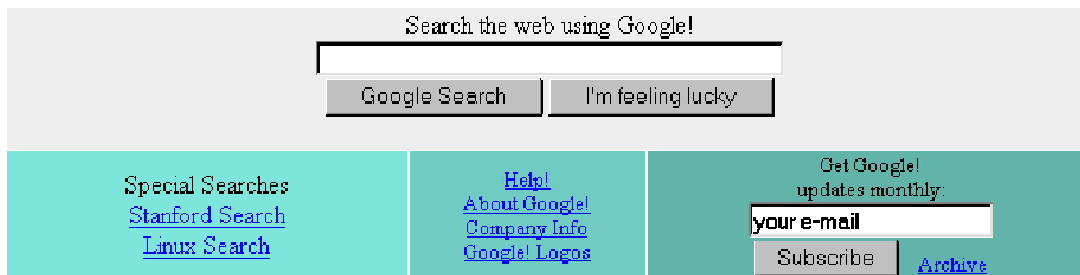 Search the web using Google!
Google Search I'm feeling lucky
Special Searches
Stanford Search
Linux Search
Help!
About Google!
Company Info
Google! Logos
Get Google!
updates monthly:
your e-mail
Subscribe Archive